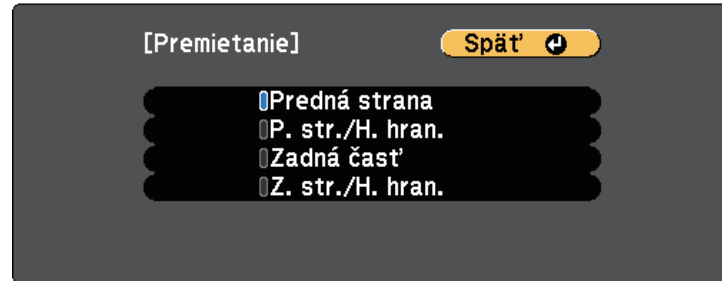 [Premietanie] Späť
Predná strana
P. str./H. hran.
Zadná časť
Z. str./H. hran.